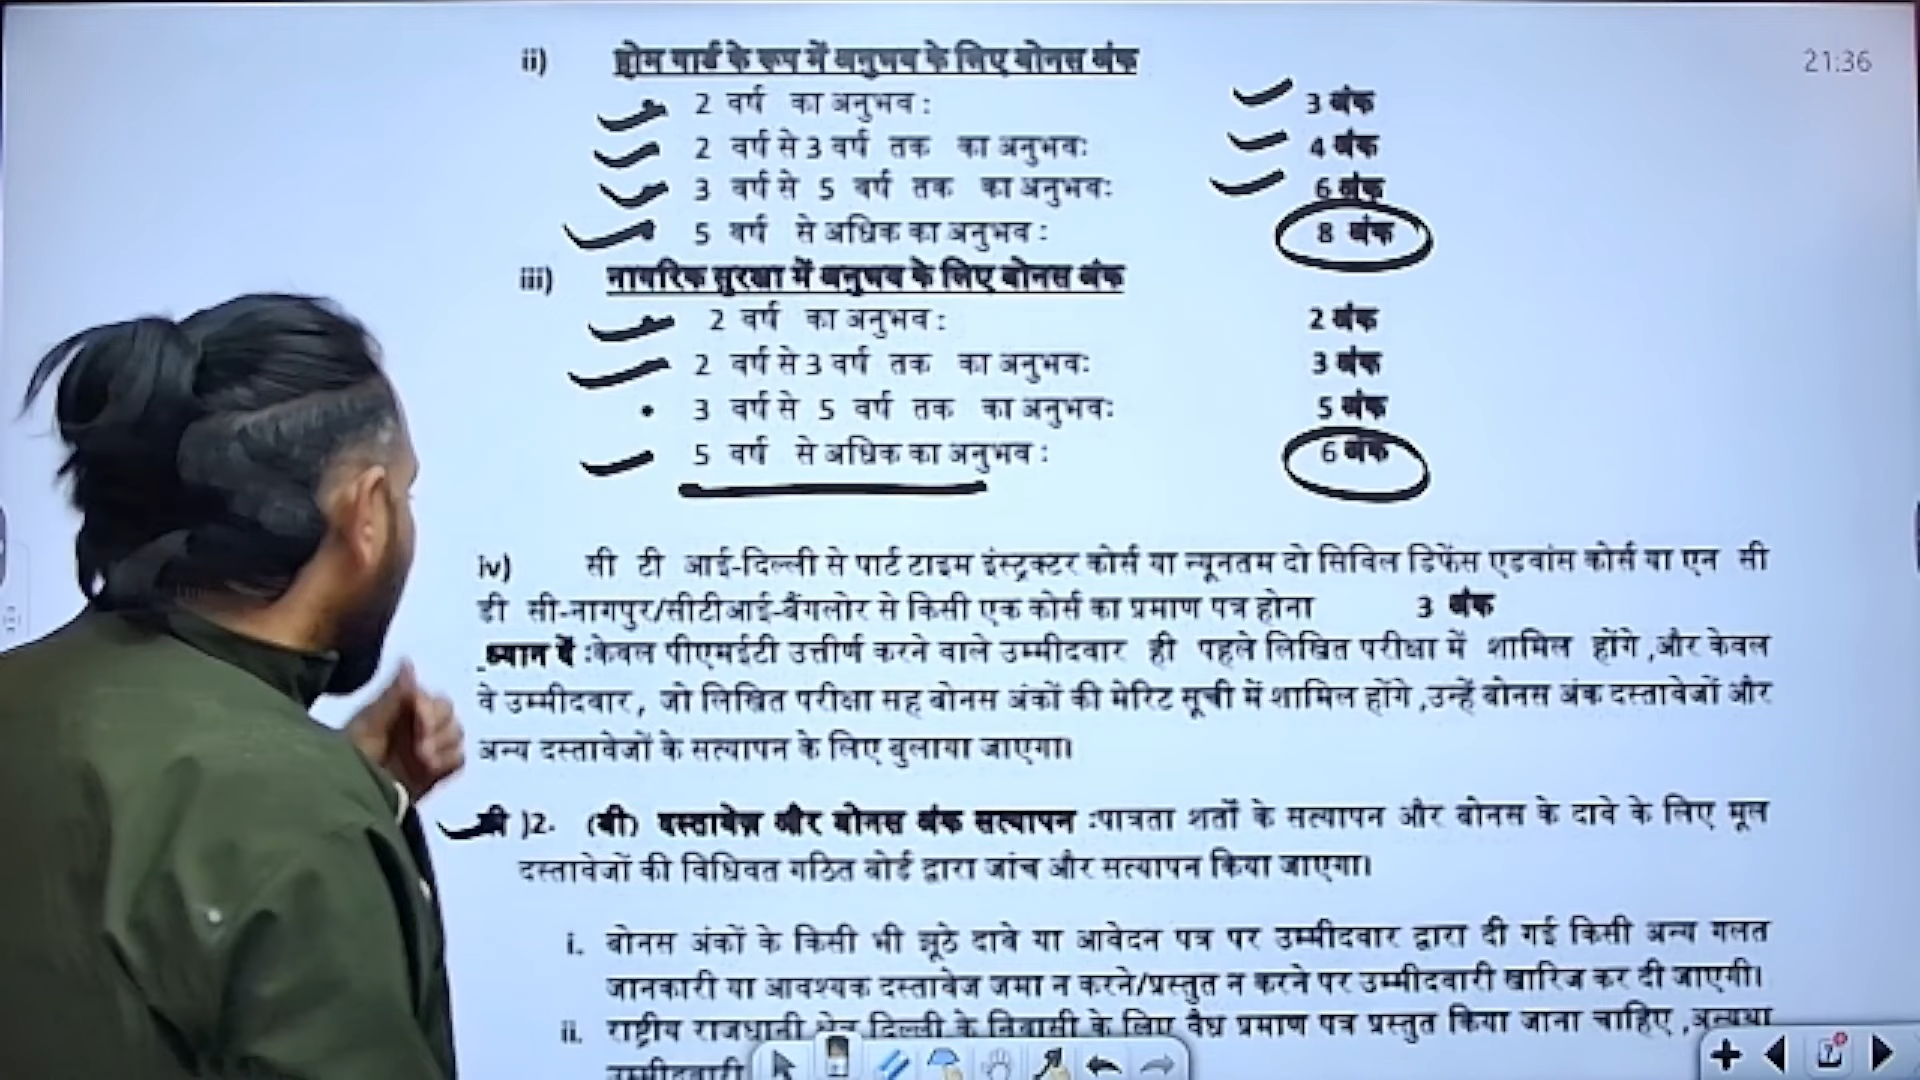 21:36
ii) होम गार्ड के रूप में अनुभव के लिए बोनस अंक
• 2 वर्ष का अनुभव : 3 अंक
• 2 वर्ष से 3 वर्ष तक का अनुभवः 4 अंक
• 3 वर्ष से 5 वर्ष तक का अनुभवः 6 अंक
• 5 वर्ष से अधिक का अनुभव : 8 अंक
iii) नागरिक सुरक्षा में अनुभव के लिए बोनस अंक
• 2 वर्ष का अनुभव : 2 अंक
2 वर्ष से 3 वर्ष तक का अनुभवः 3 अंक
• 3 वर्ष से 5 वर्ष तक का अनुभवः 5 अंक
5 वर्ष से अधिक का अनुभव : 6 अंक
iv) सी टी आई-दिल्ली से पार्ट टाइम इंस्ट्रक्टर कोर्स या न्यूनतम दो सिविल डिफेंस एडवांस कोर्स या एन सी
डी सी-नागपुर/सीटीआई-बैंगलोर से किसी एक कोर्स का प्रमाण पत्र होना 3 अंक
ध्यान दें :केवल पीएमईटी उत्तीर्ण करने वाले उम्मीदवार ही पहले लिखित परीक्षा में शामिल होंगे ,और केवल
वे उम्मीदवार, जो लिखित परीक्षा सह बोनस अंकों की मेरिट सूची में शामिल होंगे ,उन्हें बोनस अंक दस्तावेजों और
अन्य दस्तावेजों के सत्यापन के लिए बुलाया जाएगा।
)2. (बी) दस्तावेज़ और बोनस अंक सत्यापन :पात्रता शर्तों के सत्यापन और बोनस के दावे के लिए मूल
दस्तावेजों की विधिवत गठित बोर्ड द्वारा जांच और सत्यापन किया जाएगा।
i. बोनस अंकों के किसी भी झूठे दावे या आवेदन पत्र पर उम्मीदवार द्वारा दी गई किसी अन्य गलत
जानकारी या आवश्यक दस्तावेज जमा न करने/प्रस्तुत न करने पर उम्मीदवारी खारिज कर दी जाएगी।
ii. राष्ट्रीय राजधानी क्षेत्र दिल्ली के निवासी के लिए वैध प्रमाण पत्र प्रस्तुत किया जाना चाहिए ,अन्यथा
उम्मीदवारी